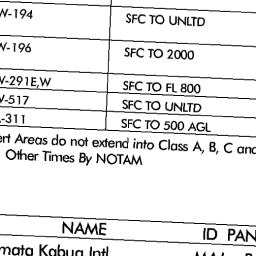 W-194 SFC TO UNLTD
W-196 SFC TO 2000
W-291E,W SFC TO FL 800
W-517 SFC TO UNLTD
A-311 SFC TO 500 AGL
ert Areas do not extend into Class A, B, C and
Other Times By NOTAM
NAME ID PAN
mata Kabua Intl